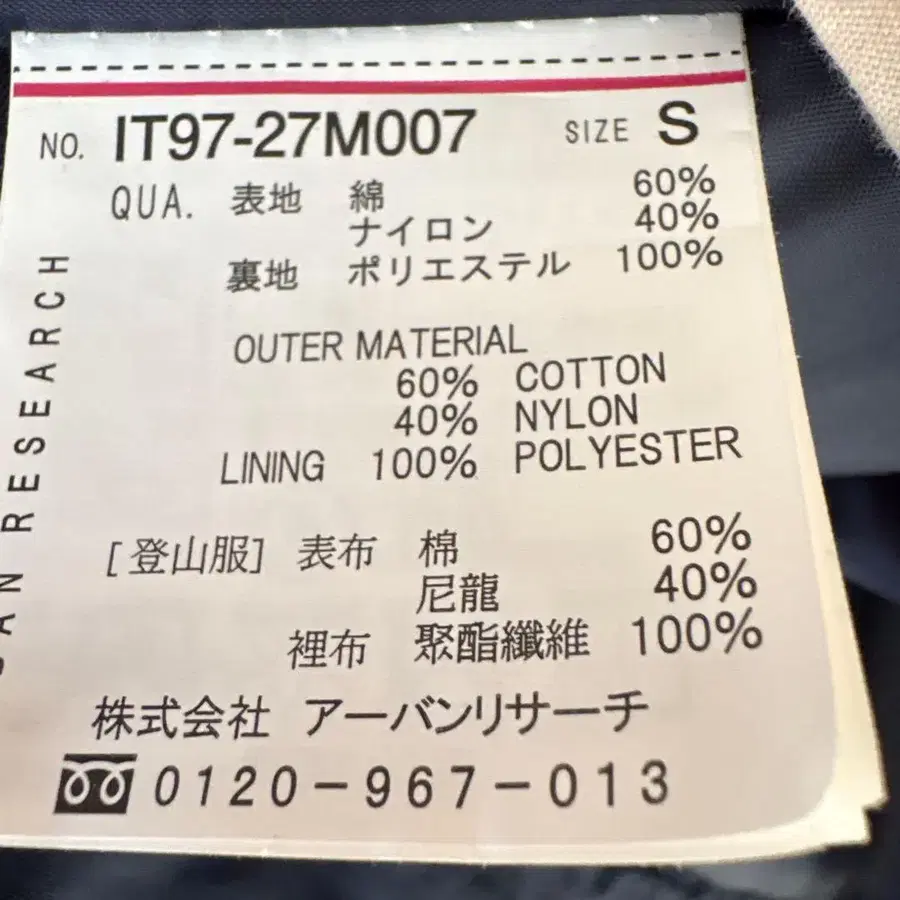 NO. IT97-27M007 SIZE S
QUA. 表地 綿 60%
ナイロン 40%
裏地 ポリエステル 100%
OUTER MATERIAL
60% COTTON
40% NYLON
LINING 100% POLYESTER
[登山服] 表布 棉 60%
尼龍 40%
裡布 聚酯纖維 100%
株式会社 アーバンリサーチ
0120-967-013
RESEARCH